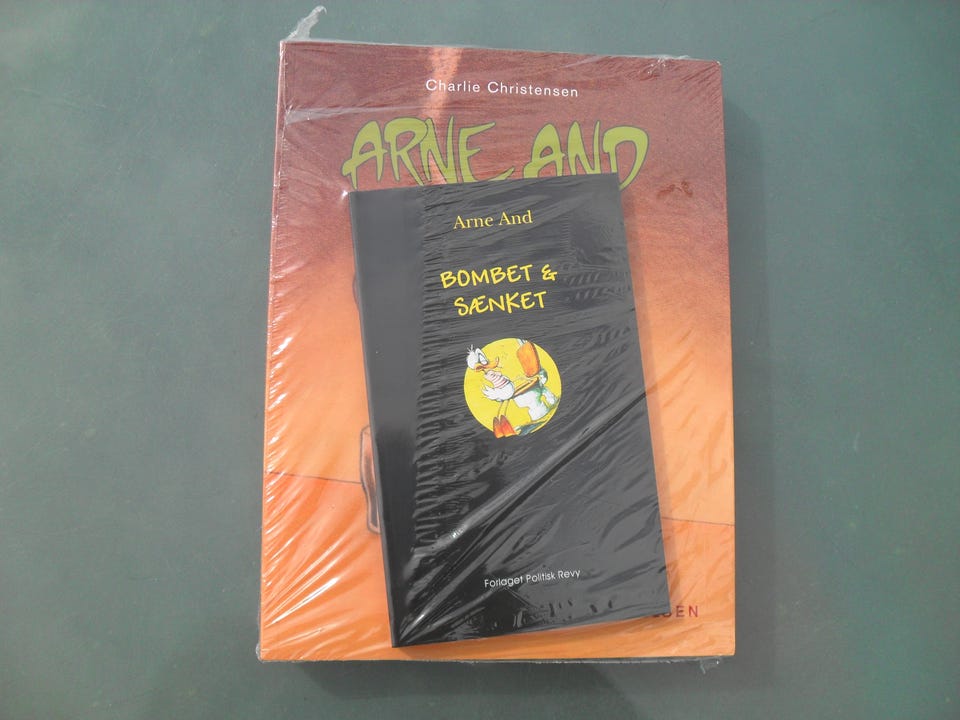 Charlie Christensen
ARNE AND
Arne And
BOMBET &
SÆNKET
Forlaget Politisk Revy